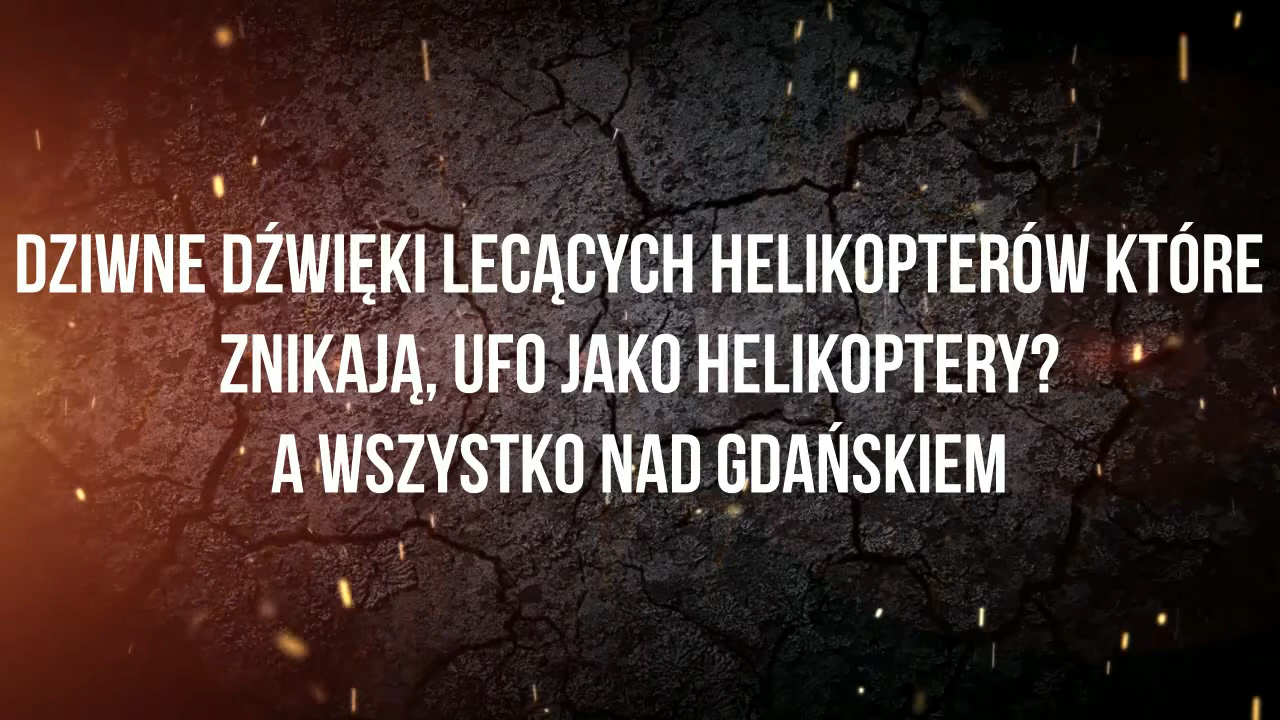 DZIWNE DŹWIĘKI LECĄCYCH HELIKOPTERÓW KTÓRE
ZNIKAJĄ, UFO JAKO HELIKOPTERY?
A WSZYSTKO NAD GDAŃSKIEM